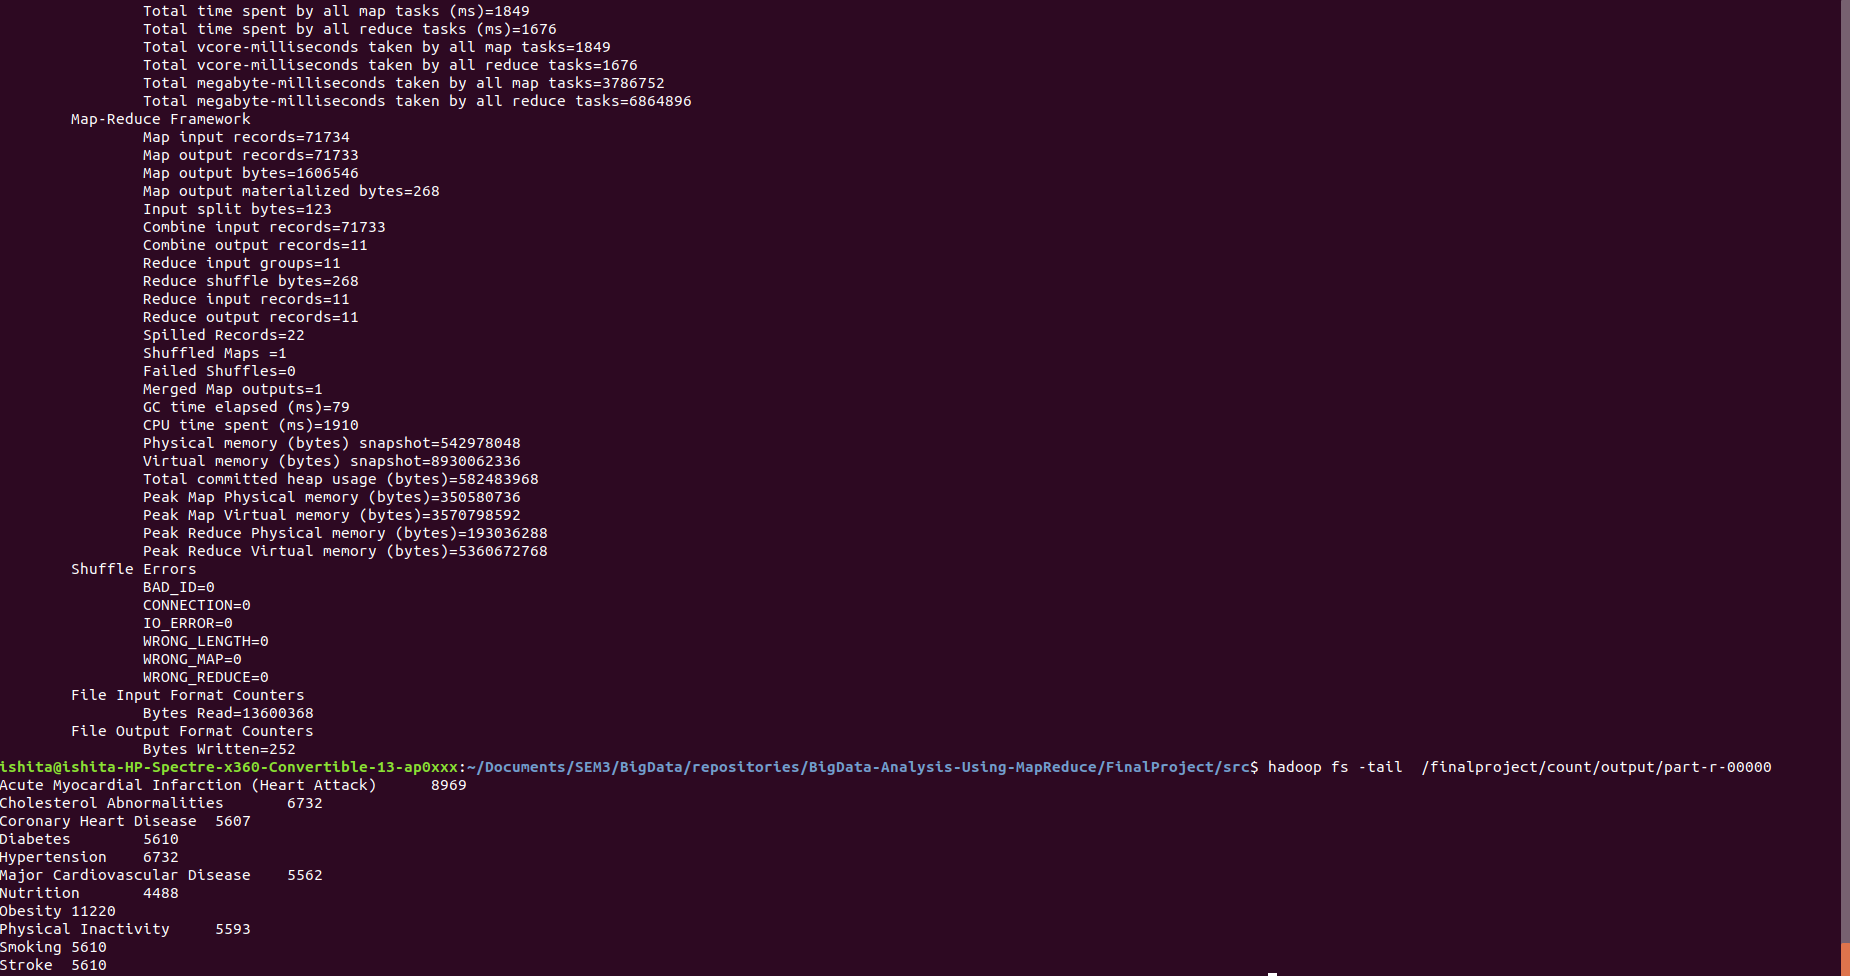 Total time spent by all map tasks (ms)=1849
Total time spent by all reduce tasks (ms)=1676
Total vcore-milliseconds taken by all map tasks=1849
Total vcore-milliseconds taken by all reduce tasks=1676
Total megabyte-milliseconds taken by all map tasks=3786752
Total megabyte-milliseconds taken by all reduce tasks=6864896
Map-Reduce Framework
Map input records=71734
Map output records=71733
Map output bytes=1606546
Map output materialized bytes=268
Input split bytes=123
Combine input records=71733
Combine output records=11
Reduce input groups=11
Reduce shuffle bytes=268
Reduce input records=11
Reduce output records=11
Spilled Records=22
Shuffled Maps =1
Failed Shuffles=0
Merged Map outputs=1
GC time elapsed (ms)=79
CPU time spent (ms)=1910
Physical memory (bytes) snapshot=542978048
Virtual memory (bytes) snapshot=8930062336
Total committed heap usage (bytes)=582483968
Peak Map Physical memory (bytes)=350580736
Peak Map Virtual memory (bytes)=3570798592
Peak Reduce Physical memory (bytes)=193036288
Peak Reduce Virtual memory (bytes)=5360672768
Shuffle Errors
BAD_ID=0
CONNECTION=0
IO_ERROR=0
WRONG_LENGTH=0
WRONG_MAP=0
WRONG_REDUCE=0
File Input Format Counters
Bytes Read=13600368
File Output Format Counters
Bytes Written=252
ishita@ishita-HP-Spectre-x360-Convertible-13-ap0xxx:~/Documents/SEM3/BigData/repositories/BigData-Analysis-Using-MapReduce/FinalProject/src$ hadoop fs -tail  /finalproject/count/output/part-r-00000
Acute Myocardial Infarction (Heart Attack)      8969
Cholesterol Abnormalities       6732
Coronary Heart Disease  5607
Diabetes        5610
Hypertension    6732
Major Cardiovascular Disease    5562
Nutrition       4488
Obesity 11220
Physical Inactivity     5593
Smoking 5610
Stroke  5610